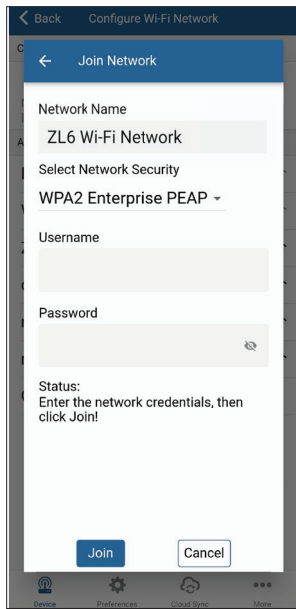 Back Configure Wi-Fi Network
Join Network
Network Name
ZL6 Wi-Fi Network
Select Network Security
WPA2 Enterprise PEAP
Username
Password
Status:
Enter the network credentials, then
click Join!
Join Cancel
Device Preferences Cloud Sync More